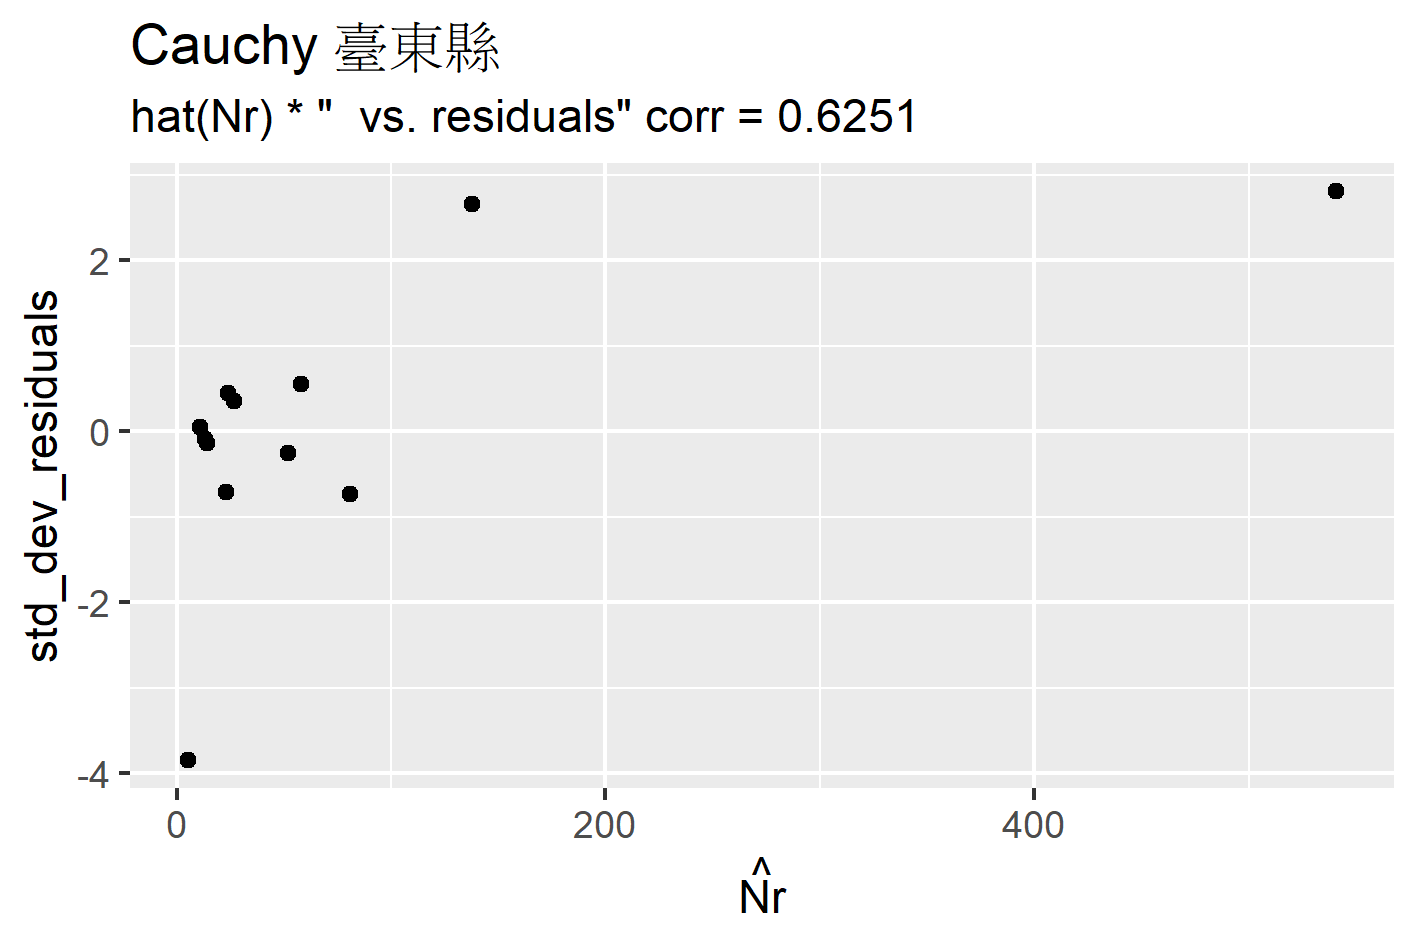 Cauchy 臺東縣
hat(Nr) * "  vs. residuals" corr = 0.6251
std_dev_residuals
2
0
-2
-4
0 200 400
N̂r